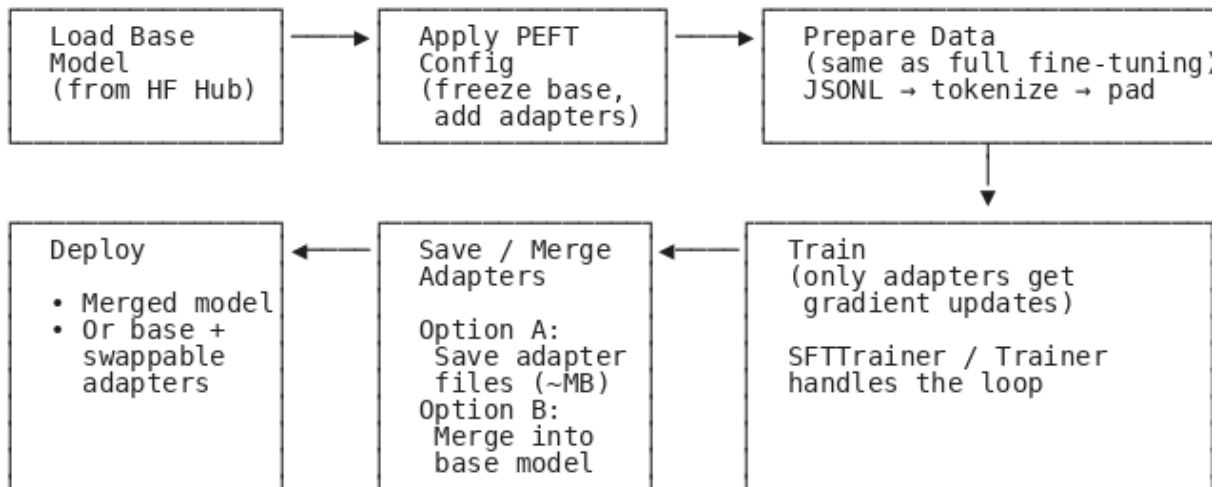 Load Base
Model
(from HF Hub)
Apply PEFT
Config
(freeze base,
add adapters)
Prepare Data
(same as full fine-tuning)
JSONL → tokenize → pad
Train
(only adapters get
gradient updates)
SFTTrainer / Trainer
handles the loop
Save / Merge
Adapters
Option A:
Save adapter
files (~MB)
Option B:
Merge into
base model
Deploy
• Merged model
• Or base +
swappable
adapters